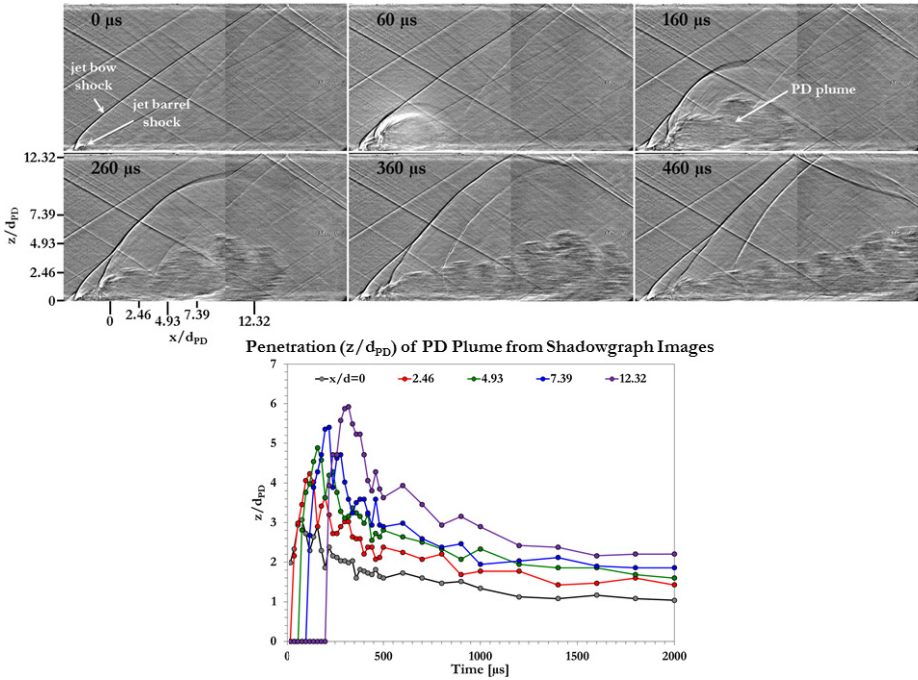 0 µs
60 µs
160 µs
jet bow
shock
jet barrel
shock
PD plume
260 µs
360 µs
460 µs
12.32
7.39
4.93
2.46
0
z/dPD
0
2.46
4.93
7.39
12.32
x/dPD
Penetration (z/dPD) of PD Plume from Shadowgraph Images
x/d=0
2.46
4.93
7.39
12.32
7
6
5
4
3
2
1
0
z/dPD
0
500
1000
1500
2000
Time [µs]